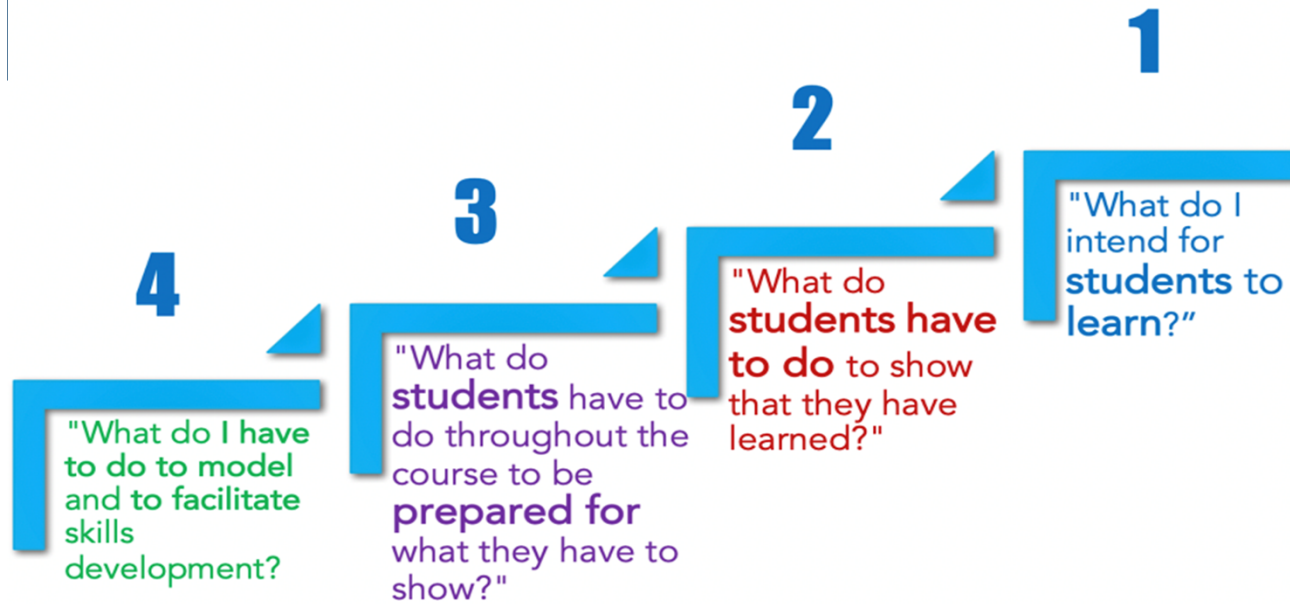 4
"What do I have
to do to model
and to facilitate
skills
development?
3
"What do
students have to
do throughout the
course to be
prepared for
what they have to
show?"
2
"What do
students have
to do to show
that they have
learned?"
1
"What do I
intend for
students to
learn?”